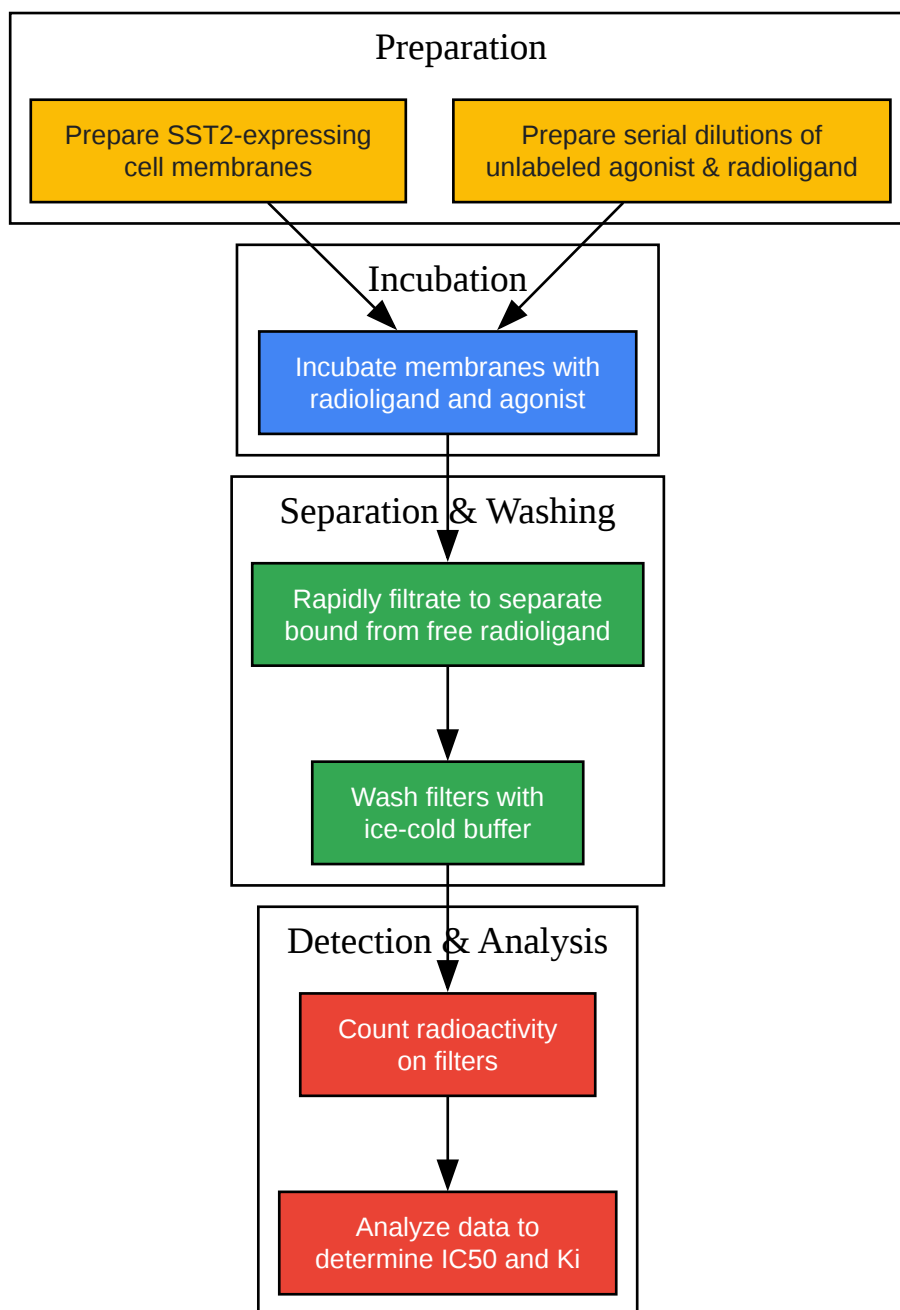 Preparation
Prepare SST2-expressing
cell membranes
Prepare serial dilutions of
unlabeled agonist & radioligand
Incubation
Incubate membranes with
radioligand and agonist
Separation & Washing
Rapidly filtrate to separate
bound from free radioligand
Wash filters with
ice-cold buffer
Detection & Analysis
Count radioactivity
on filters
Analyze data to
determine IC50 and Ki